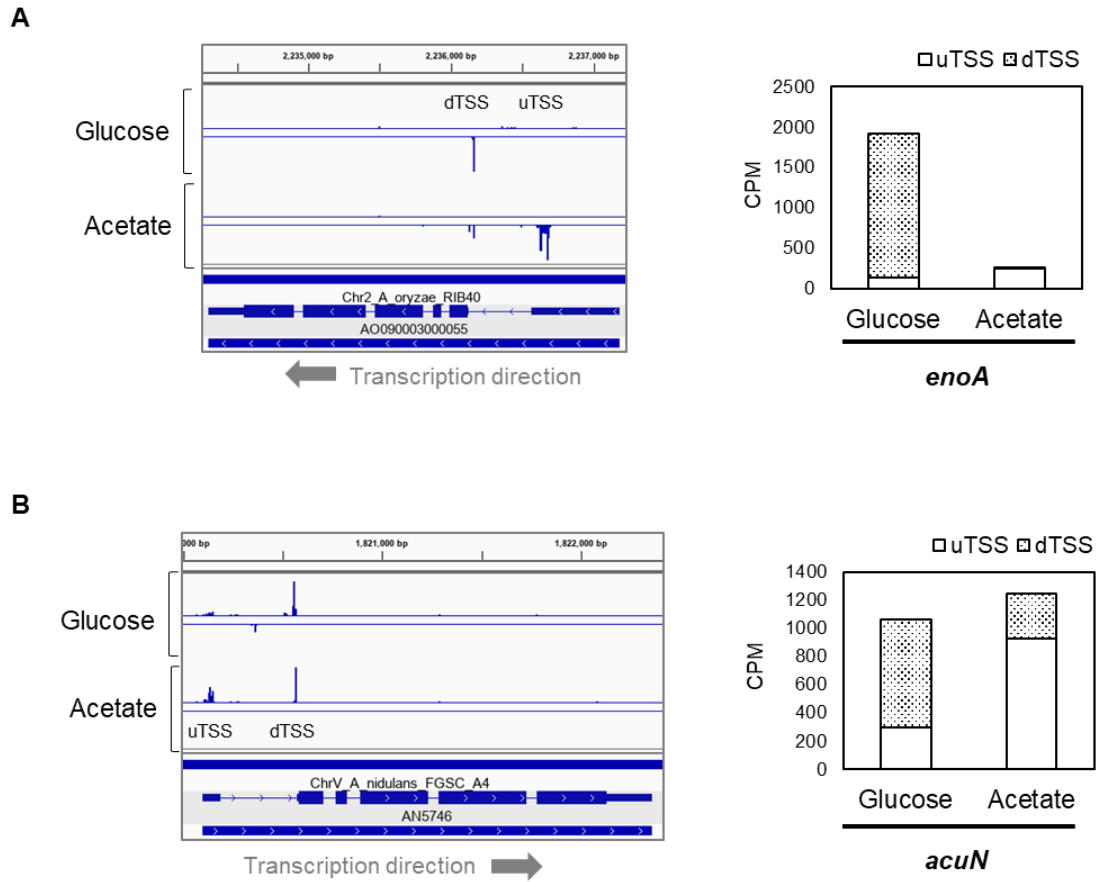 A
2,235,000 bp 2,236,000 bp 2,237,000 bp
dTSS uTSS
Glucose
Acetate
Chr2_A_oryzae_RIB40
AO090003000055
Transcription direction
uTSS dTSS
2500
2000
1500
1000
500
0
CPM
Glucose Acetate
enoA
B
000 bp 1,821,000 bp 1,822,000 bp
Glucose
Acetate
uTSS dTSS
ChrV_A_nidulans_FGSC_A4
AN5746
Transcription direction
uTSS dTSS
1400
1200
1000
800
600
400
200
0
CPM
Glucose Acetate
acuN